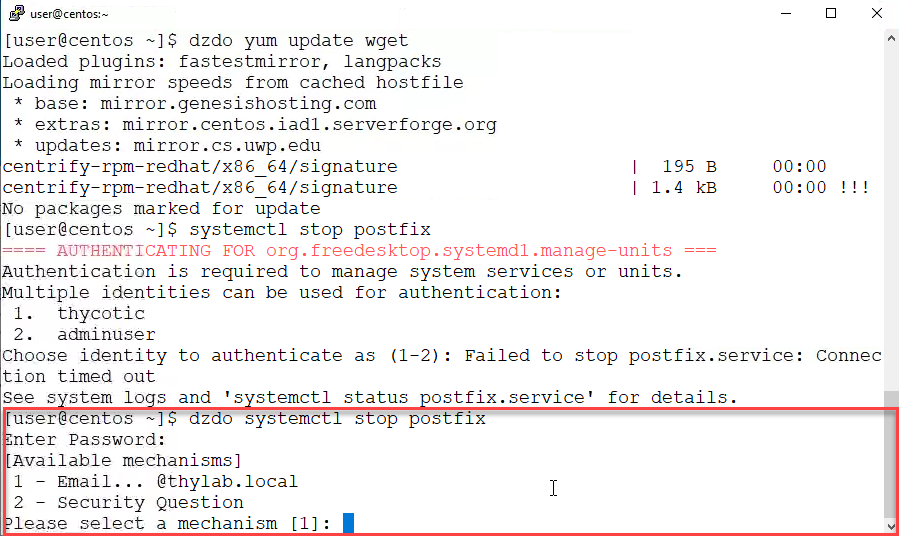 user@centos:~
[user@centos ~]$ dzdo yum update wget
Loaded plugins: fastestmirror, langpacks
Loading mirror speeds from cached hostfile
 * base: mirror.genesishosting.com
 * extras: mirror.centos.iad1.serverforge.org
 * updates: mirror.cs.uwp.edu
centrify-rpm-redhat/x86_64/signature | 195 B 00:00
centrify-rpm-redhat/x86_64/signature | 1.4 kB 00:00 !!!
No packages marked for update
[user@centos ~]$ systemctl stop postfix
==== AUTHENTICATING FOR org.freedesktop.systemd1.manage-units ===
Authentication is required to manage system services or units.
Multiple identities can be used for authentication:
 1.  thycotic
 2.  adminuser
Choose identity to authenticate as (1-2): Failed to stop postfix.service: Connec
tion timed out
See system logs and 'systemctl status postfix.service' for details.
[user@centos ~]$ dzdo systemctl stop postfix
Enter Password:
[Available mechanisms]
 1 - Email... @thylab.local
 2 - Security Question
Please select a mechanism [1]: